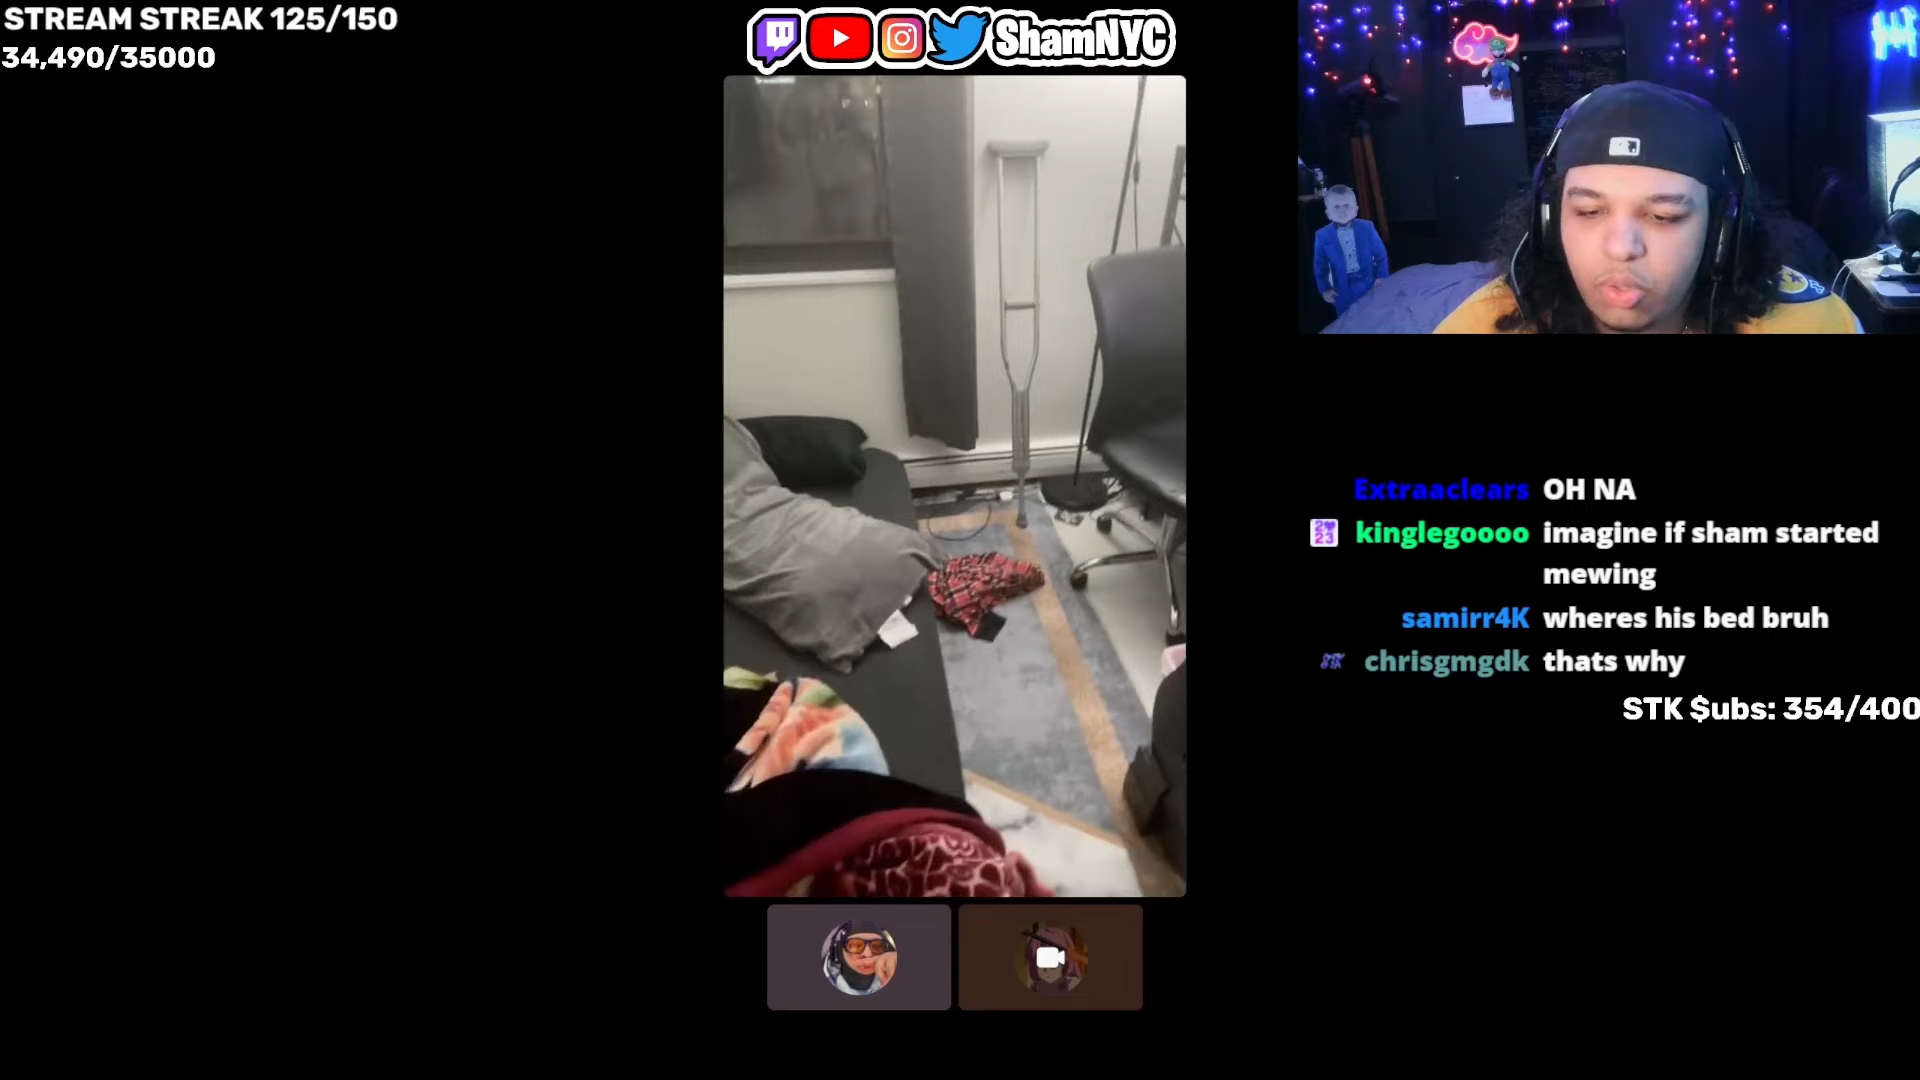 STREAM STREAK 125/150
34,490/35000
ShamNYC
Extraaclears OH NA
kinglegoooo imagine if sham started
mewing
samirr4K wheres his bed bruh
chrisgmgdk thats why
STK $ubs: 354/400